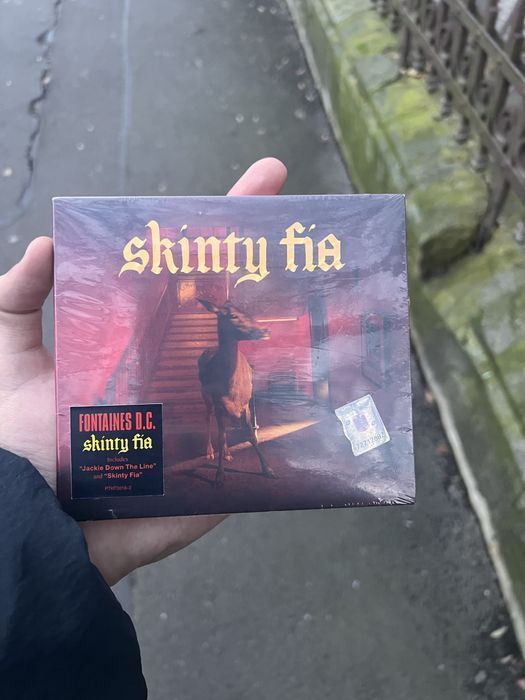 skinty fia
FONTAINES D.C.
skinty fia
Includes
"Jackie Down The Line"
and "Skinty Fia"